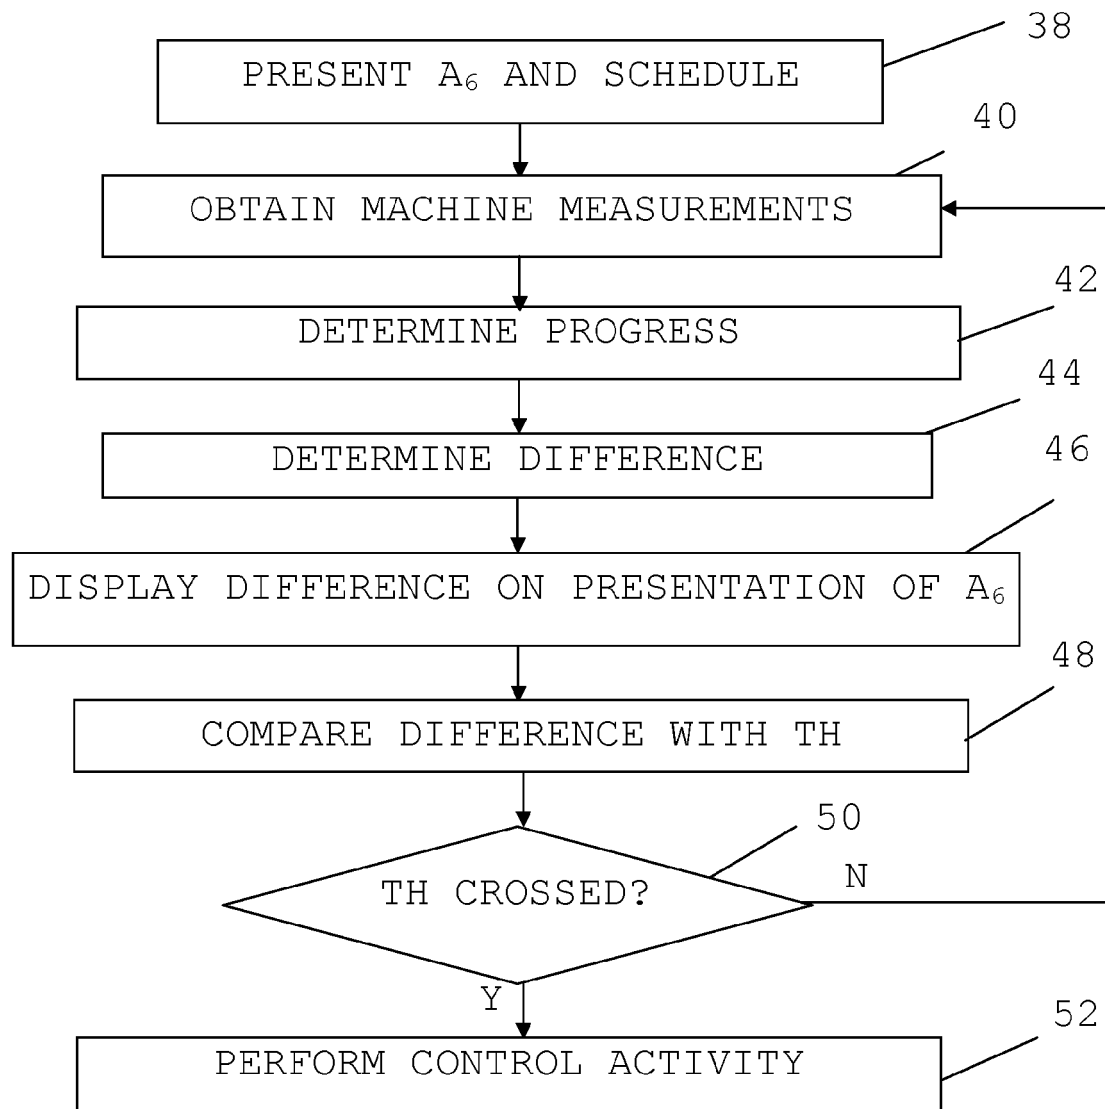 38
PRESENT A₆ AND SCHEDULE
40
OBTAIN MACHINE MEASUREMENTS
42
DETERMINE PROGRESS
44
DETERMINE DIFFERENCE
46
DISPLAY DIFFERENCE ON PRESENTATION OF A₆
48
COMPARE DIFFERENCE WITH TH
50
TH CROSSED?
N
Y
52
PERFORM CONTROL ACTIVITY